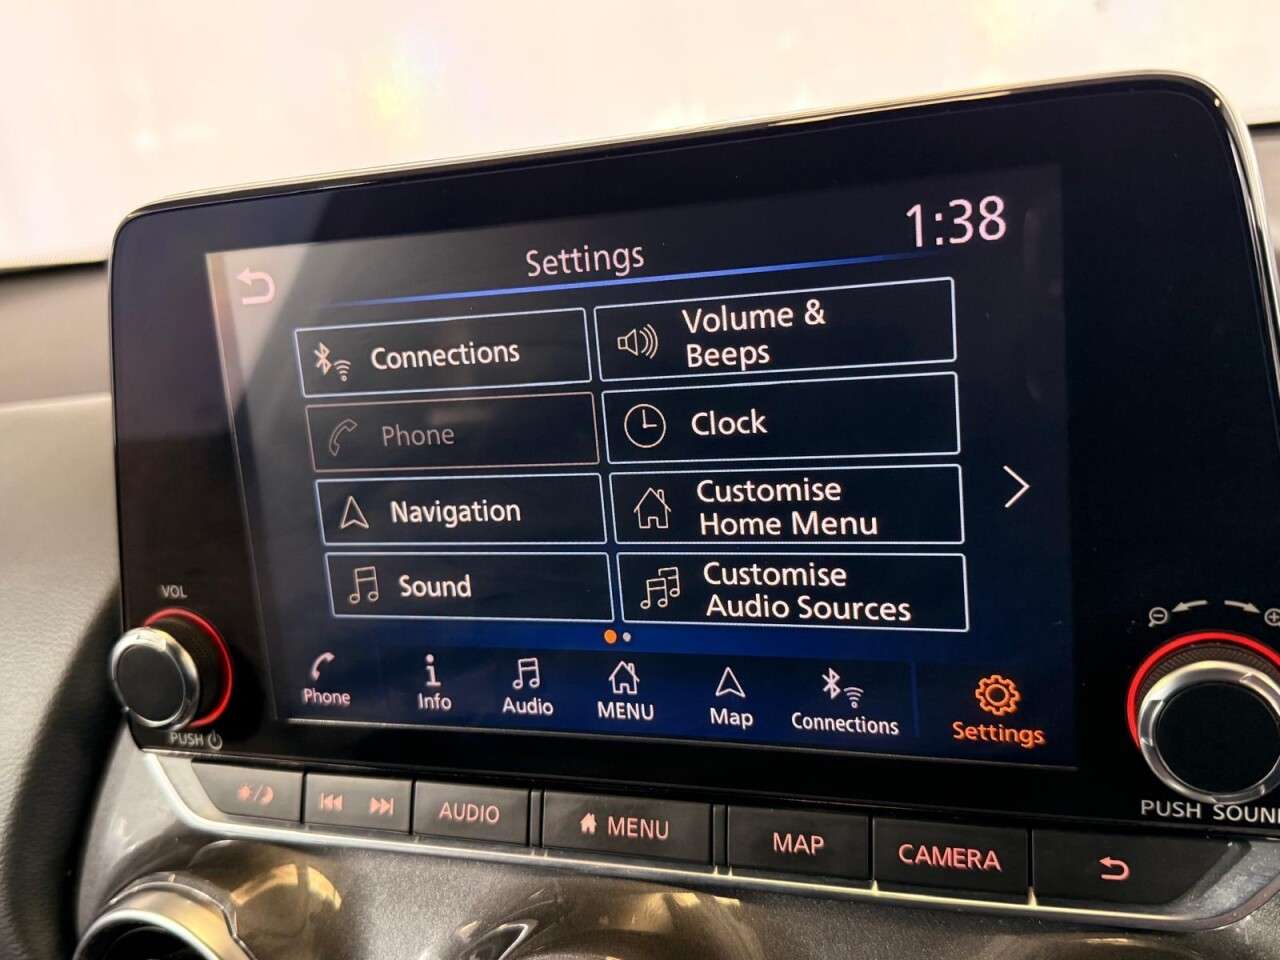 1:38
Settings
Connections
Volume &
Beeps
Phone
Clock
Navigation
Customise
Home Menu
Sound
Customise
Audio Sources
Phone
Info
Audio
MENU
Map
Connections
Settings
VOL
PUSH
PUSH SOUN
AUDIO
MENU
MAP
CAMERA